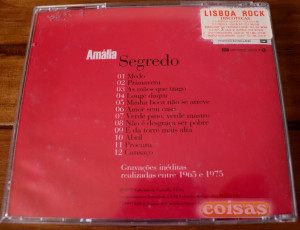 LISBOA ROCK
Amália
Segredo
01 Medo
02 Primavera
03 As mãos que trago
04 Longe daqui
05 Minha boca não se atreve
06 Amor sem casa
07 Verde pino, verde mastro
08 Não é desgraça ser pobre
09 É da torre mais alta
10 Abril
11 Procura
12 Cansaço
Gravações inéditas
realizadas entre 1965 e 1975
coisas